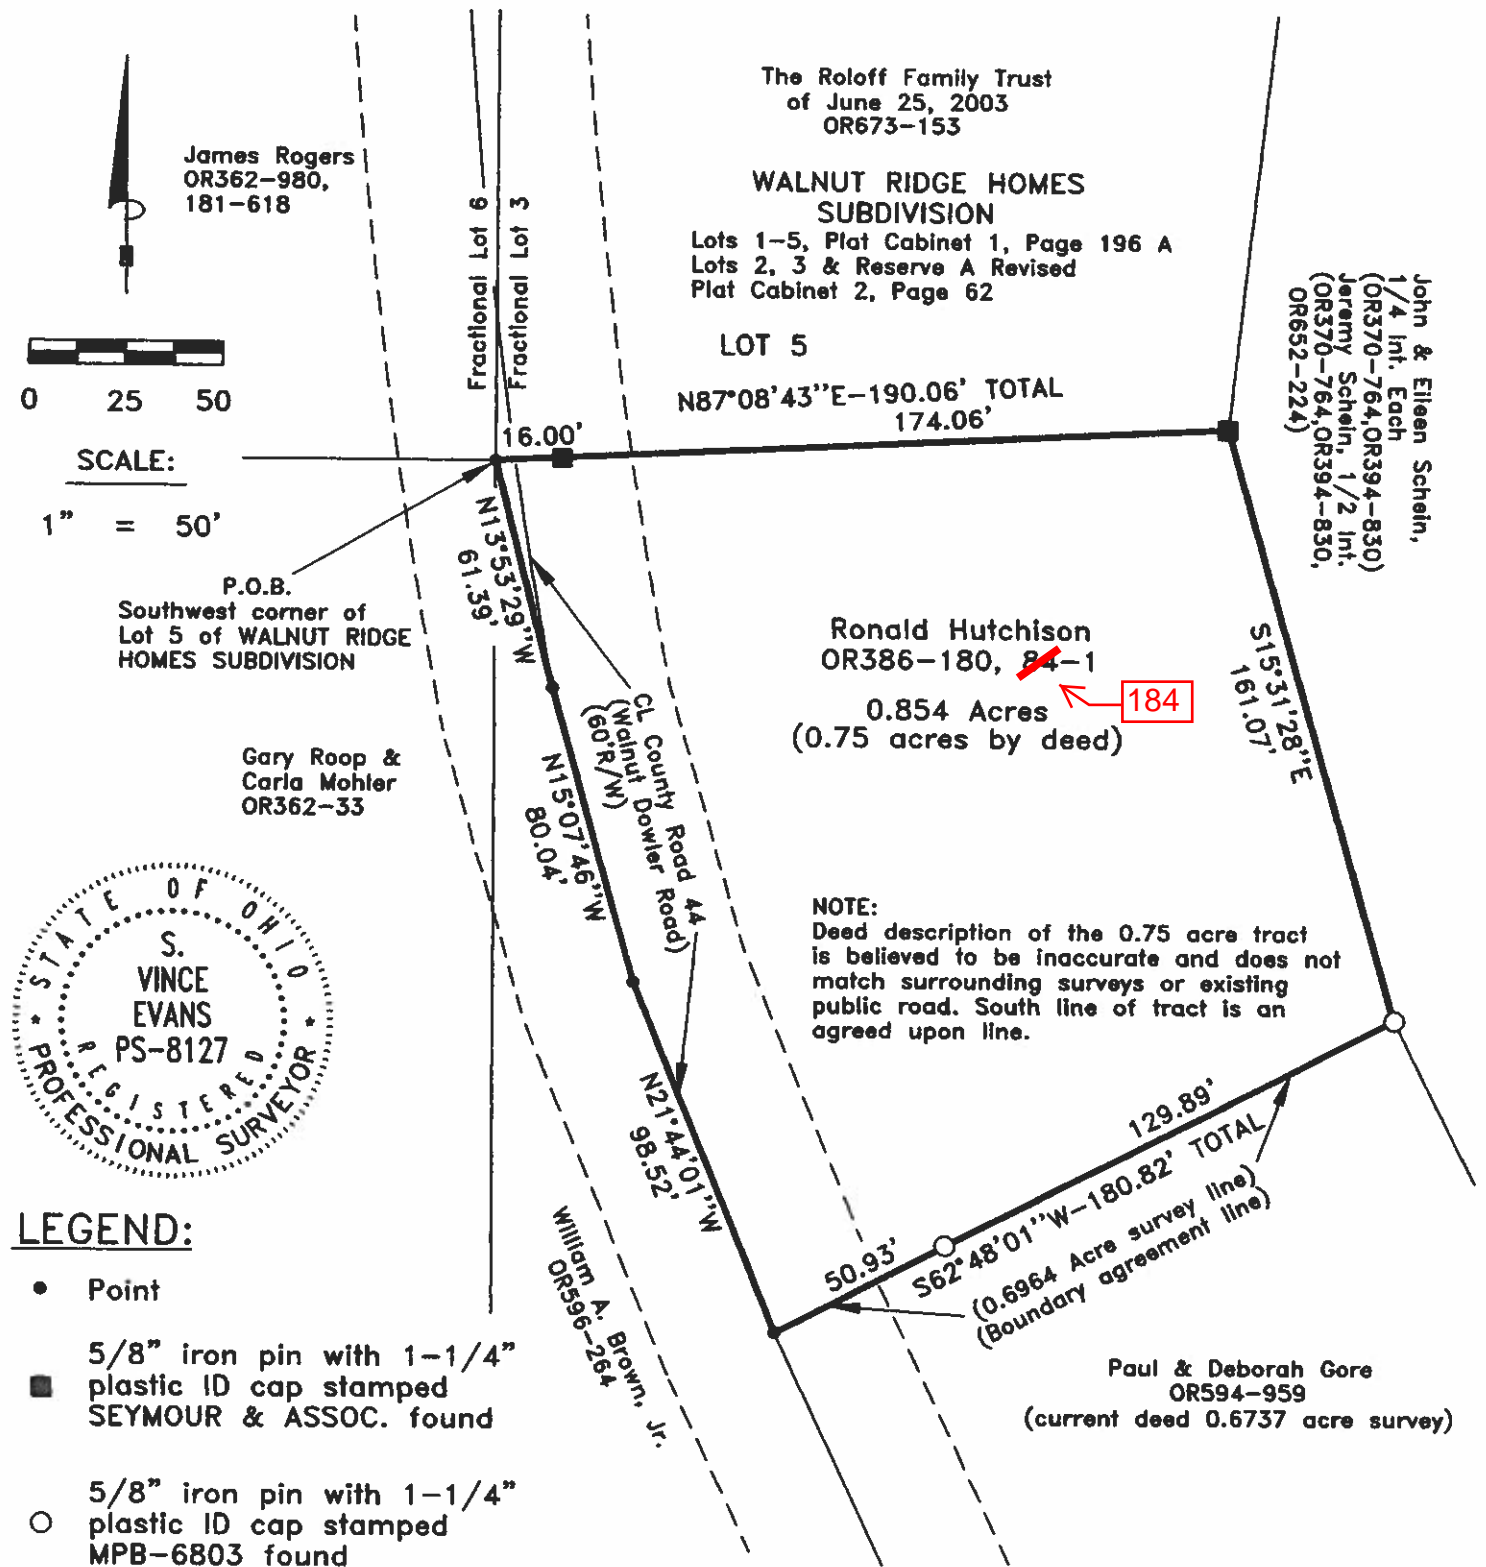 The Roloff Family Trust
of June 25, 2003
OR673-153
James Rogers
OR362-980,
181-618
WALNUT RIDGE HOMES
SUBDIVISION
Lots 1-5, Plat Cabinet 1, Page 196 A
Lots 2, 3 & Reserve A Revised
Plat Cabinet 2, Page 62
LOT 5
Fractional Lot 6
Fractional Lot 3
John & Eileen Schein,
1/4 Int. Each
(OR370-764,OR394-830)
Jeremy Schein, 1/2 Int.
(OR370-764,OR394-830,
OR652-224)
0 25 50
SCALE:
1" = 50'
N87°08'43''E-190.06' TOTAL
16.00'
174.06'
P.O.B.
Southwest corner of
Lot 5 of WALNUT RIDGE
HOMES SUBDIVISION
N13°53'29''W
61.39'
Ronald Hutchison
OR386-180, 84-1
184
0.854 Acres
(0.75 acres by deed)
S15°31'28''E
161.07'
CL County Road 44
(Walnut Dowler Road)
(60'R/W)
Gary Roop &
Carla Mohler
OR362-33
N15°07'46''W
80.04'
STATE OF OHIO
S.
VINCE
EVANS
PS-8127
REGISTERED
* PROFESSIONAL SURVEYOR *
NOTE:
Deed description of the 0.75 acre tract
is believed to be inaccurate and does not
match surrounding surveys or existing
public road. South line of tract is an
agreed upon line.
N21°44'01''W
98.52'
129.89'
50.93'
S62°48'01''W-180.82' TOTAL
(0.6964 Acre survey line)
(Boundary agreement line)
William A. Brown, Jr.
OR596-264
Paul & Deborah Gore
OR594-959
(current deed 0.6737 acre survey)
LEGEND:
Point
5/8" iron pin with 1-1/4"
plastic ID cap stamped
SEYMOUR & ASSOC. found
5/8" iron pin with 1-1/4"
plastic ID cap stamped
MPB-6803 found